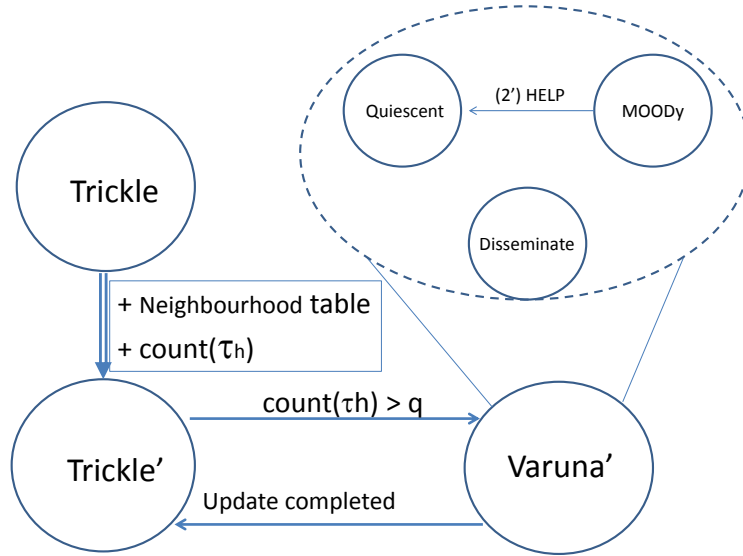 Quiescent
(2') HELP
MOODy
Trickle
Disseminate
+ Neighbourhood table
+ count(τh)
count(τh) > q
Trickle’
Varuna’
Update completed